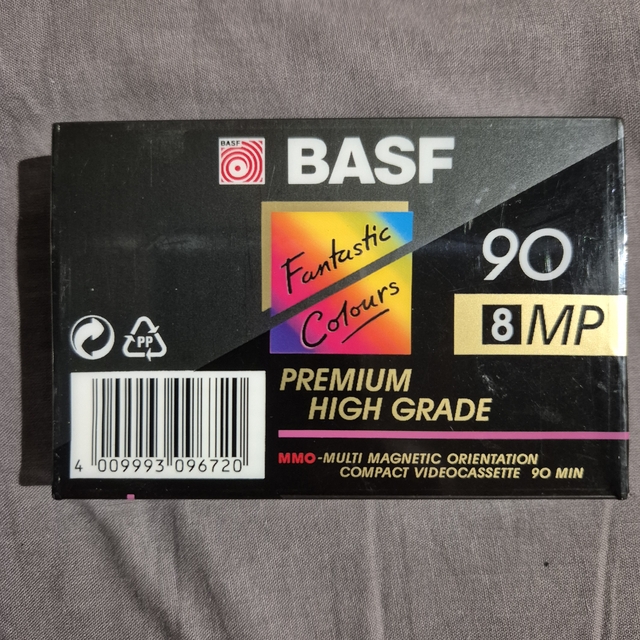 BASF
BASF
Fantastic
Colours
90
8 MP
PP
PREMIUM
HIGH GRADE
MMO-MULTI MAGNETIC ORIENTATION
COMPACT VIDEOCASSETTE 90 MIN
4 009993 096720